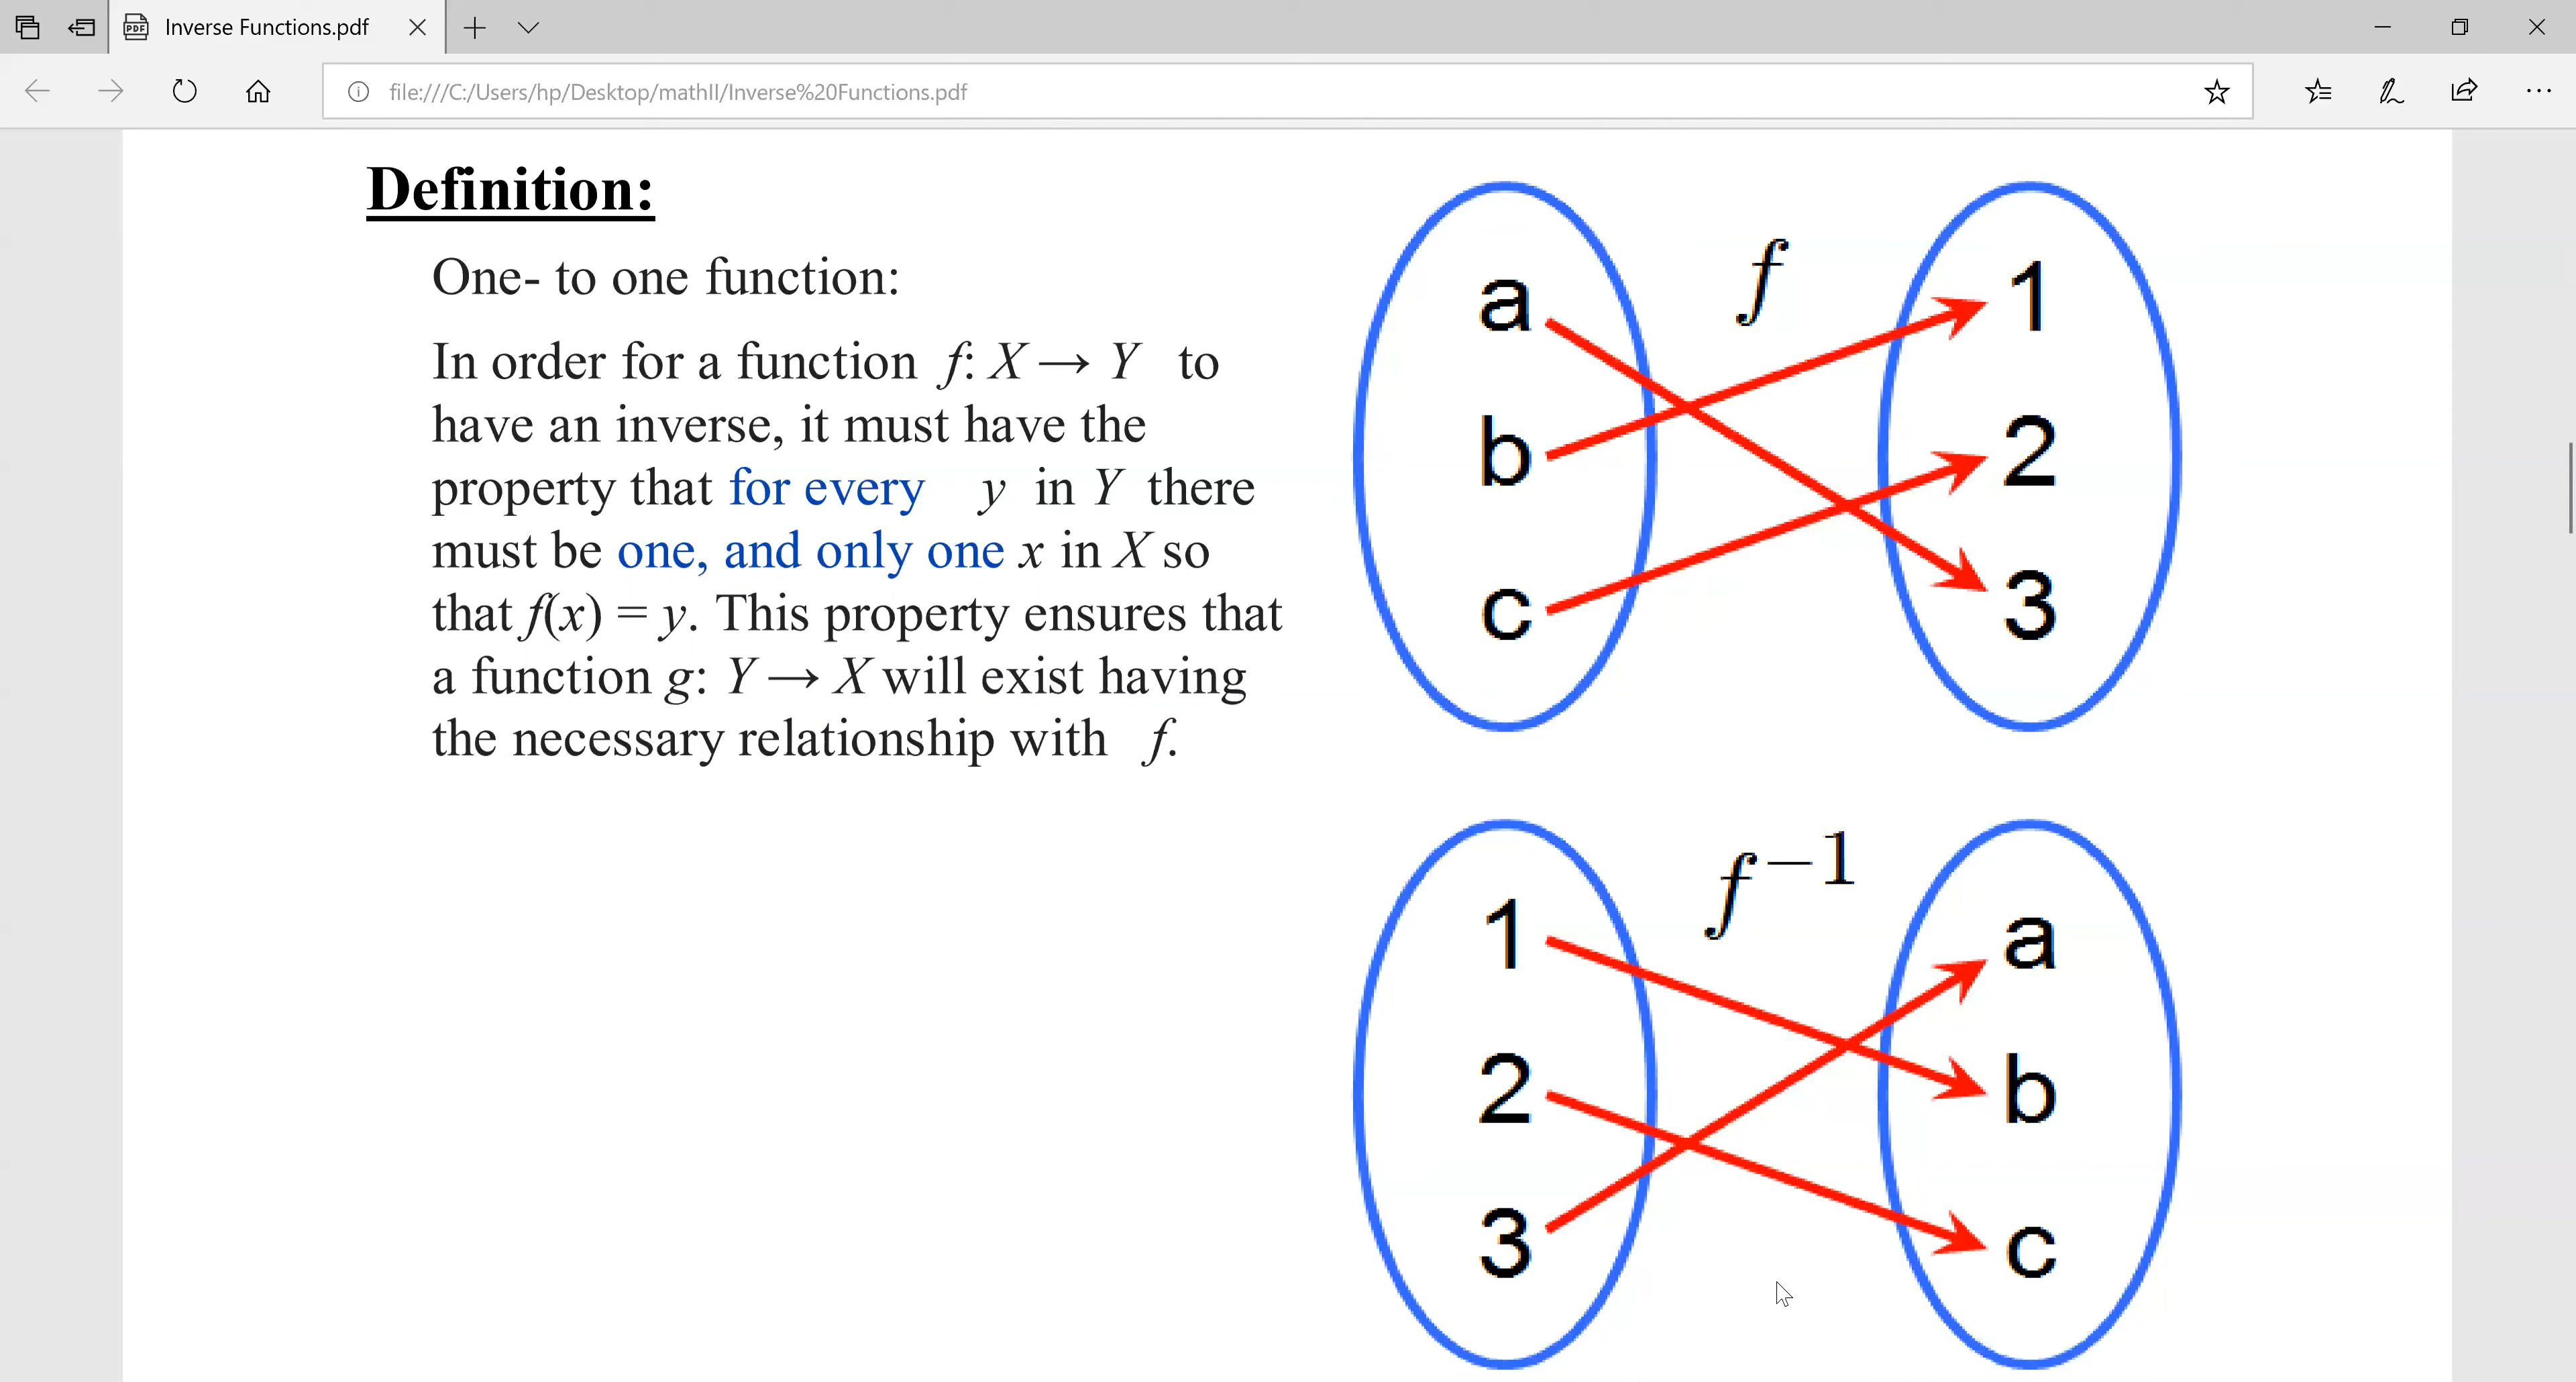 Inverse Functions.pdf
file:///C:/Users/hp/Desktop/mathII/Inverse%20Functions.pdf
Definition:
One- to one function:
In order for a function f: X → Y to
have an inverse, it must have the
property that for every y in Y there
must be one, and only one x in X so
that f(x) = y. This property ensures that
a function g: Y → X will exist having
the necessary relationship with f.
f
a
b
c
1
2
3
f⁻¹
1
2
3
a
b
c